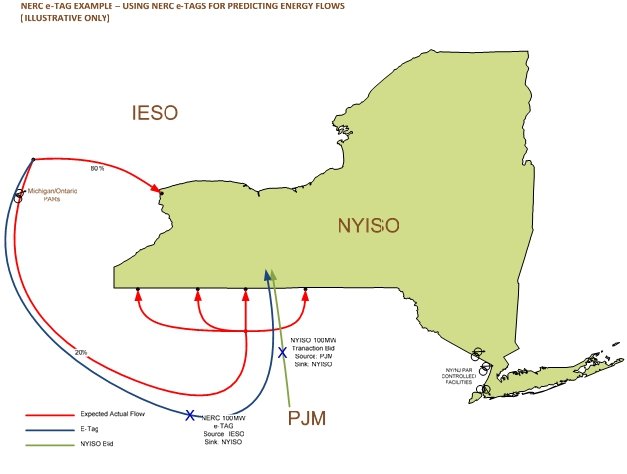 NERC e-TAG EXAMPLE – USING NERC e-TAGS FOR PREDICTING ENERGY FLOWS
[ILLUSTRATIVE ONLY]
IESO
80%
Michigan/Ontario
PARs
NYISO
NYISO 100MW
Tranaction Bid
Source: PJM
Sink: NYISO
20%
NY/NJ PAR
CONTROLLED
FACILITIES
PJM
NERC 100MW
e-TAG
Source IESO
Sink: NYISO
Expected Actual Flow
E-Tag
NYISO Bid